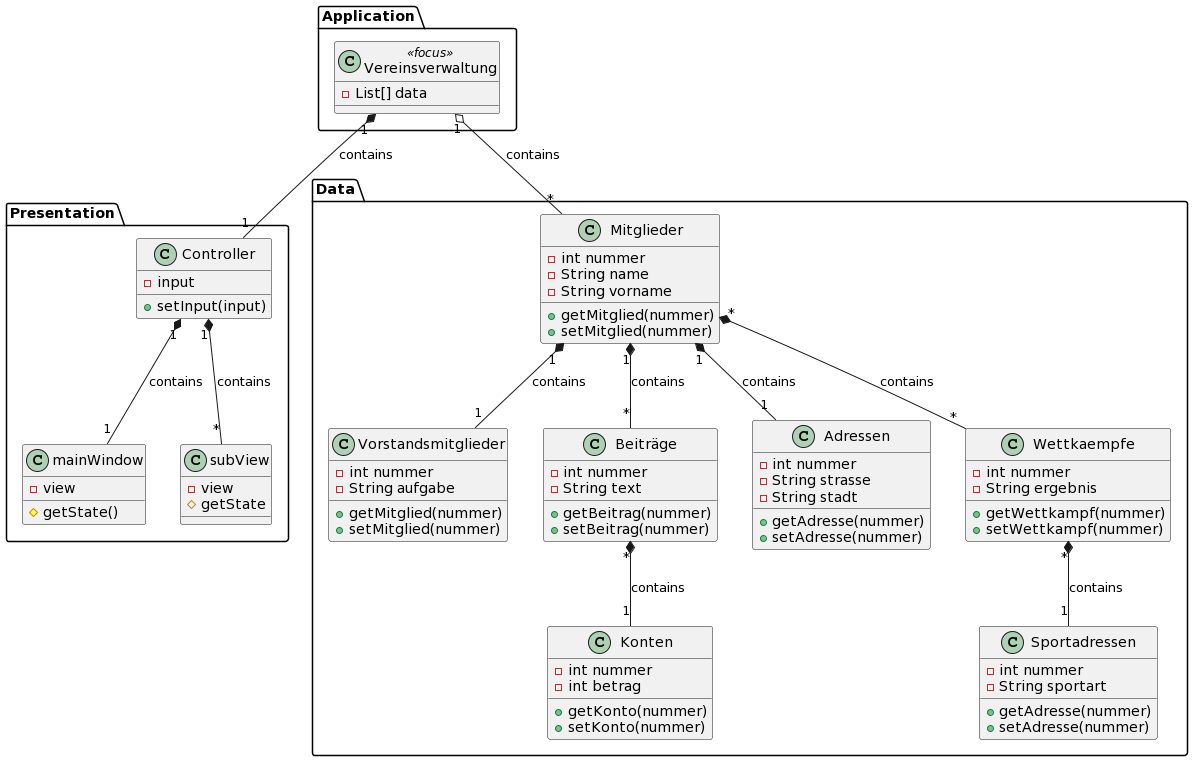 Application
«focus»
C Vereinsverwaltung
List[] data
1
1
contains
contains
1
*
Presentation
C Controller
input
setInput(input)
1
1
contains
contains
1
*
C mainWindow
view
getState()
C subView
view
getState
Data
C Mitglieder
int nummer
String name
String vorname
getMitglied(nummer)
setMitglied(nummer)
1
1
1
*
contains
contains
contains
contains
1
*
1
*
C Vorstandsmitglieder
int nummer
String aufgabe
getMitglied(nummer)
setMitglied(nummer)
C Beiträge
int nummer
String text
getBeitrag(nummer)
setBeitrag(nummer)
C Adressen
int nummer
String strasse
String stadt
getAdresse(nummer)
setAdresse(nummer)
C Wettkaempfe
int nummer
String ergebnis
getWettkampf(nummer)
setWettkampf(nummer)
*
contains
1
*
contains
1
C Konten
int nummer
int betrag
getKonto(nummer)
setKonto(nummer)
C Sportadressen
int nummer
String sportart
getAdresse(nummer)
setAdresse(nummer)